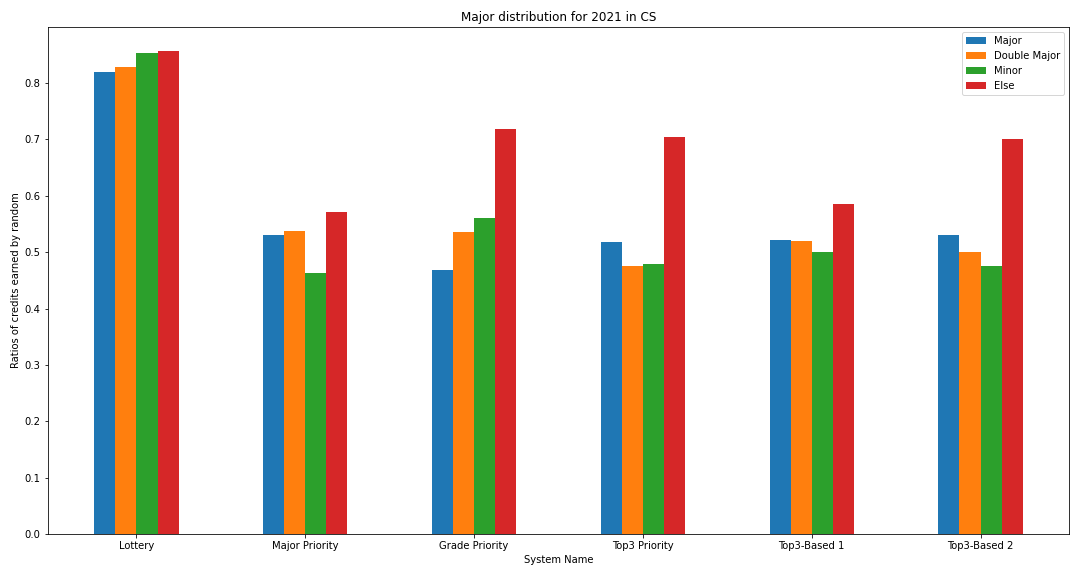 Major distribution for 2021 in CS
Major
Double Major
Minor
Else
Ratios of credits earned by random
0.8
0.7
0.6
0.5
0.4
0.3
0.2
0.1
0.0
Lottery
Major Priority
Grade Priority
Top3 Priority
Top3-Based 1
Top3-Based 2
System Name